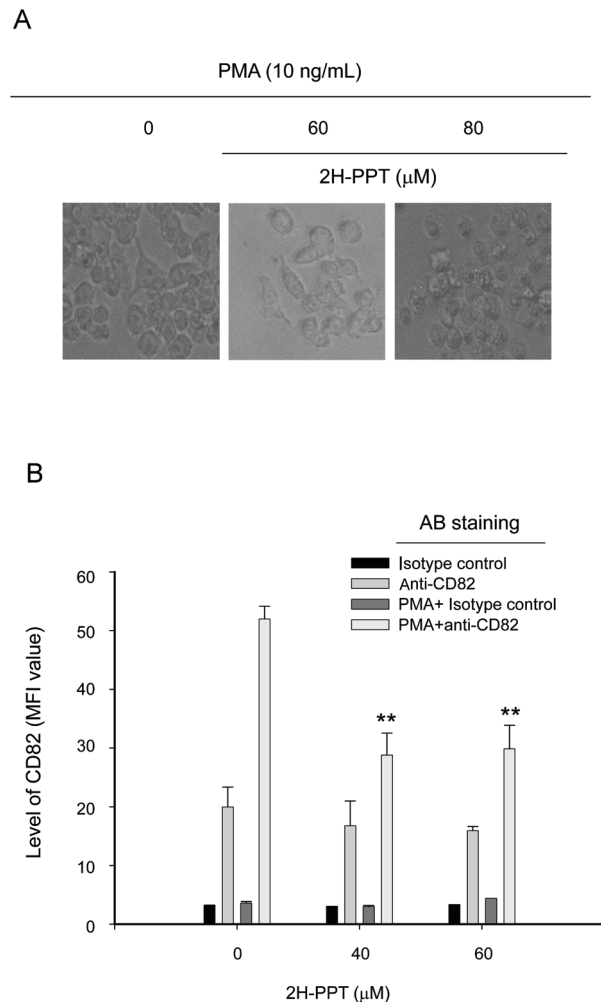 A
PMA (10 ng/mL)
0 60 80
2H-PPT (μM)
B
AB staining
Isotype control
Anti-CD82
PMA+ Isotype control
PMA+anti-CD82
60
50
40
30
20
10
0
Level of CD82 (MFI value)
** **
0 40 60
2H-PPT (μM)